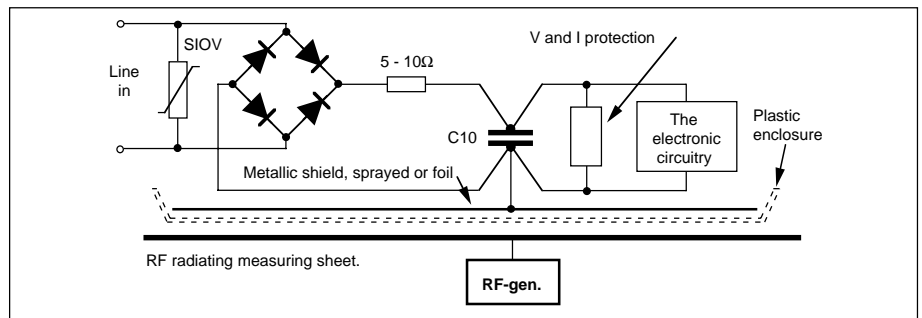 SIOV
Line
in
5 - 10Ω
V and I protection
C10
The
electronic
circuitry
Plastic
enclosure
Metallic shield, sprayed or foil
RF radiating measuring sheet.
RF-gen.